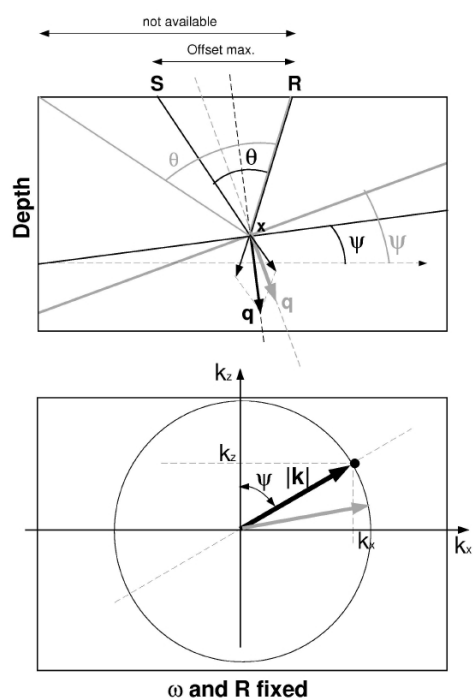 not available
Offset max.
S R
θ θ
Depth
x
ψ ψ
q q
kz
kz ψ |k|
kx kx
ω and R fixed